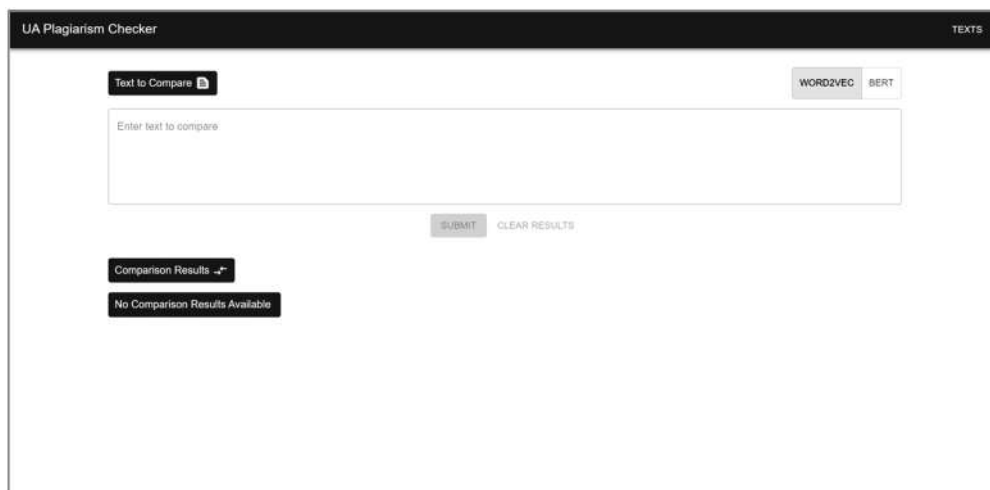 UA Plagiarism Checker
TEXTS
Text to Compare
WORD2VEC
BERT
Enter text to compare
SUBMIT
CLEAR RESULTS
Comparison Results
No Comparison Results Available